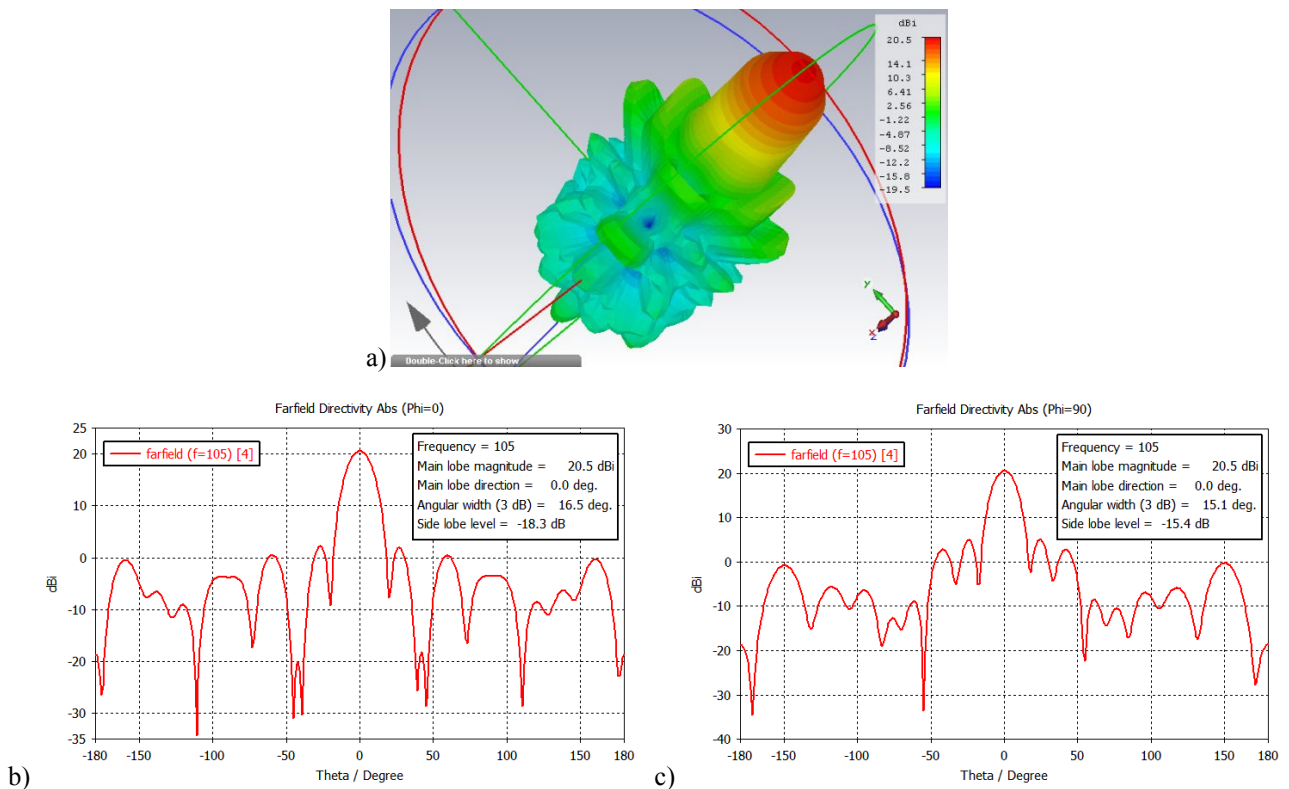 dBi
20.5
14.1
10.3
6.41
2.56
-1.22
-4.87
-8.52
-12.2
-15.8
-19.5
Y
X
Z
Double-Click here to show
a)
Farfield Directivity Abs (Phi=0)
25
20
10
0
-10
-20
-30
-35
dBi
farfield (f=105) [4]
Frequency = 105
Main lobe magnitude = 20.5 dBi
Main lobe direction = 0.0 deg.
Angular width (3 dB) = 16.5 deg.
Side lobe level = -18.3 dB
-180 -150 -100 -50 0 50 100 150 180
Theta / Degree
b)
Farfield Directivity Abs (Phi=90)
30
20
10
0
-10
-20
-30
-40
dBi
farfield (f=105) [4]
Frequency = 105
Main lobe magnitude = 20.5 dBi
Main lobe direction = 0.0 deg.
Angular width (3 dB) = 15.1 deg.
Side lobe level = -15.4 dB
-180 -150 -100 -50 0 50 100 150 180
Theta / Degree
c)